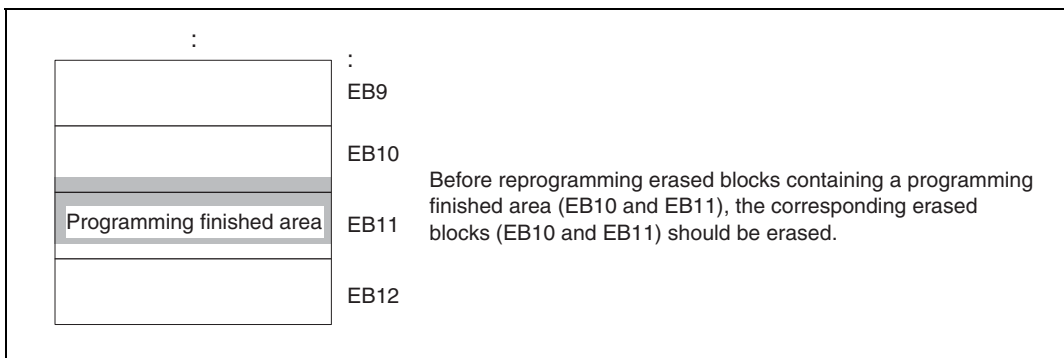 :
:
EB9
EB10
Programming finished area
EB11
EB12
Before reprogramming erased blocks containing a programming
finished area (EB10 and EB11), the corresponding erased
blocks (EB10 and EB11) should be erased.